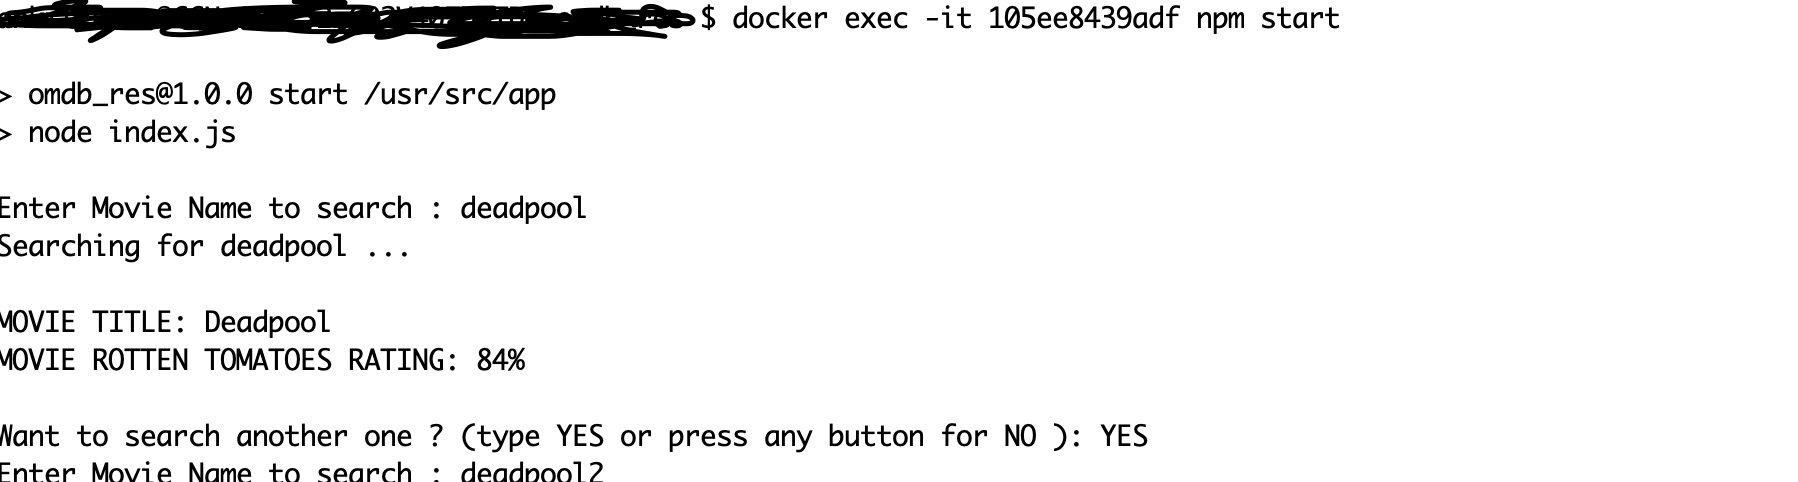 $ docker exec -it 105ee8439adf npm start
> omdb_res@1.0.0 start /usr/src/app
> node index.js
Enter Movie Name to search : deadpool
Searching for deadpool ...
MOVIE TITLE: Deadpool
MOVIE ROTTEN TOMATOES RATING: 84%
Want to search another one ? (type YES or press any button for NO ): YES
Enter Movie Name to search : deadpool2